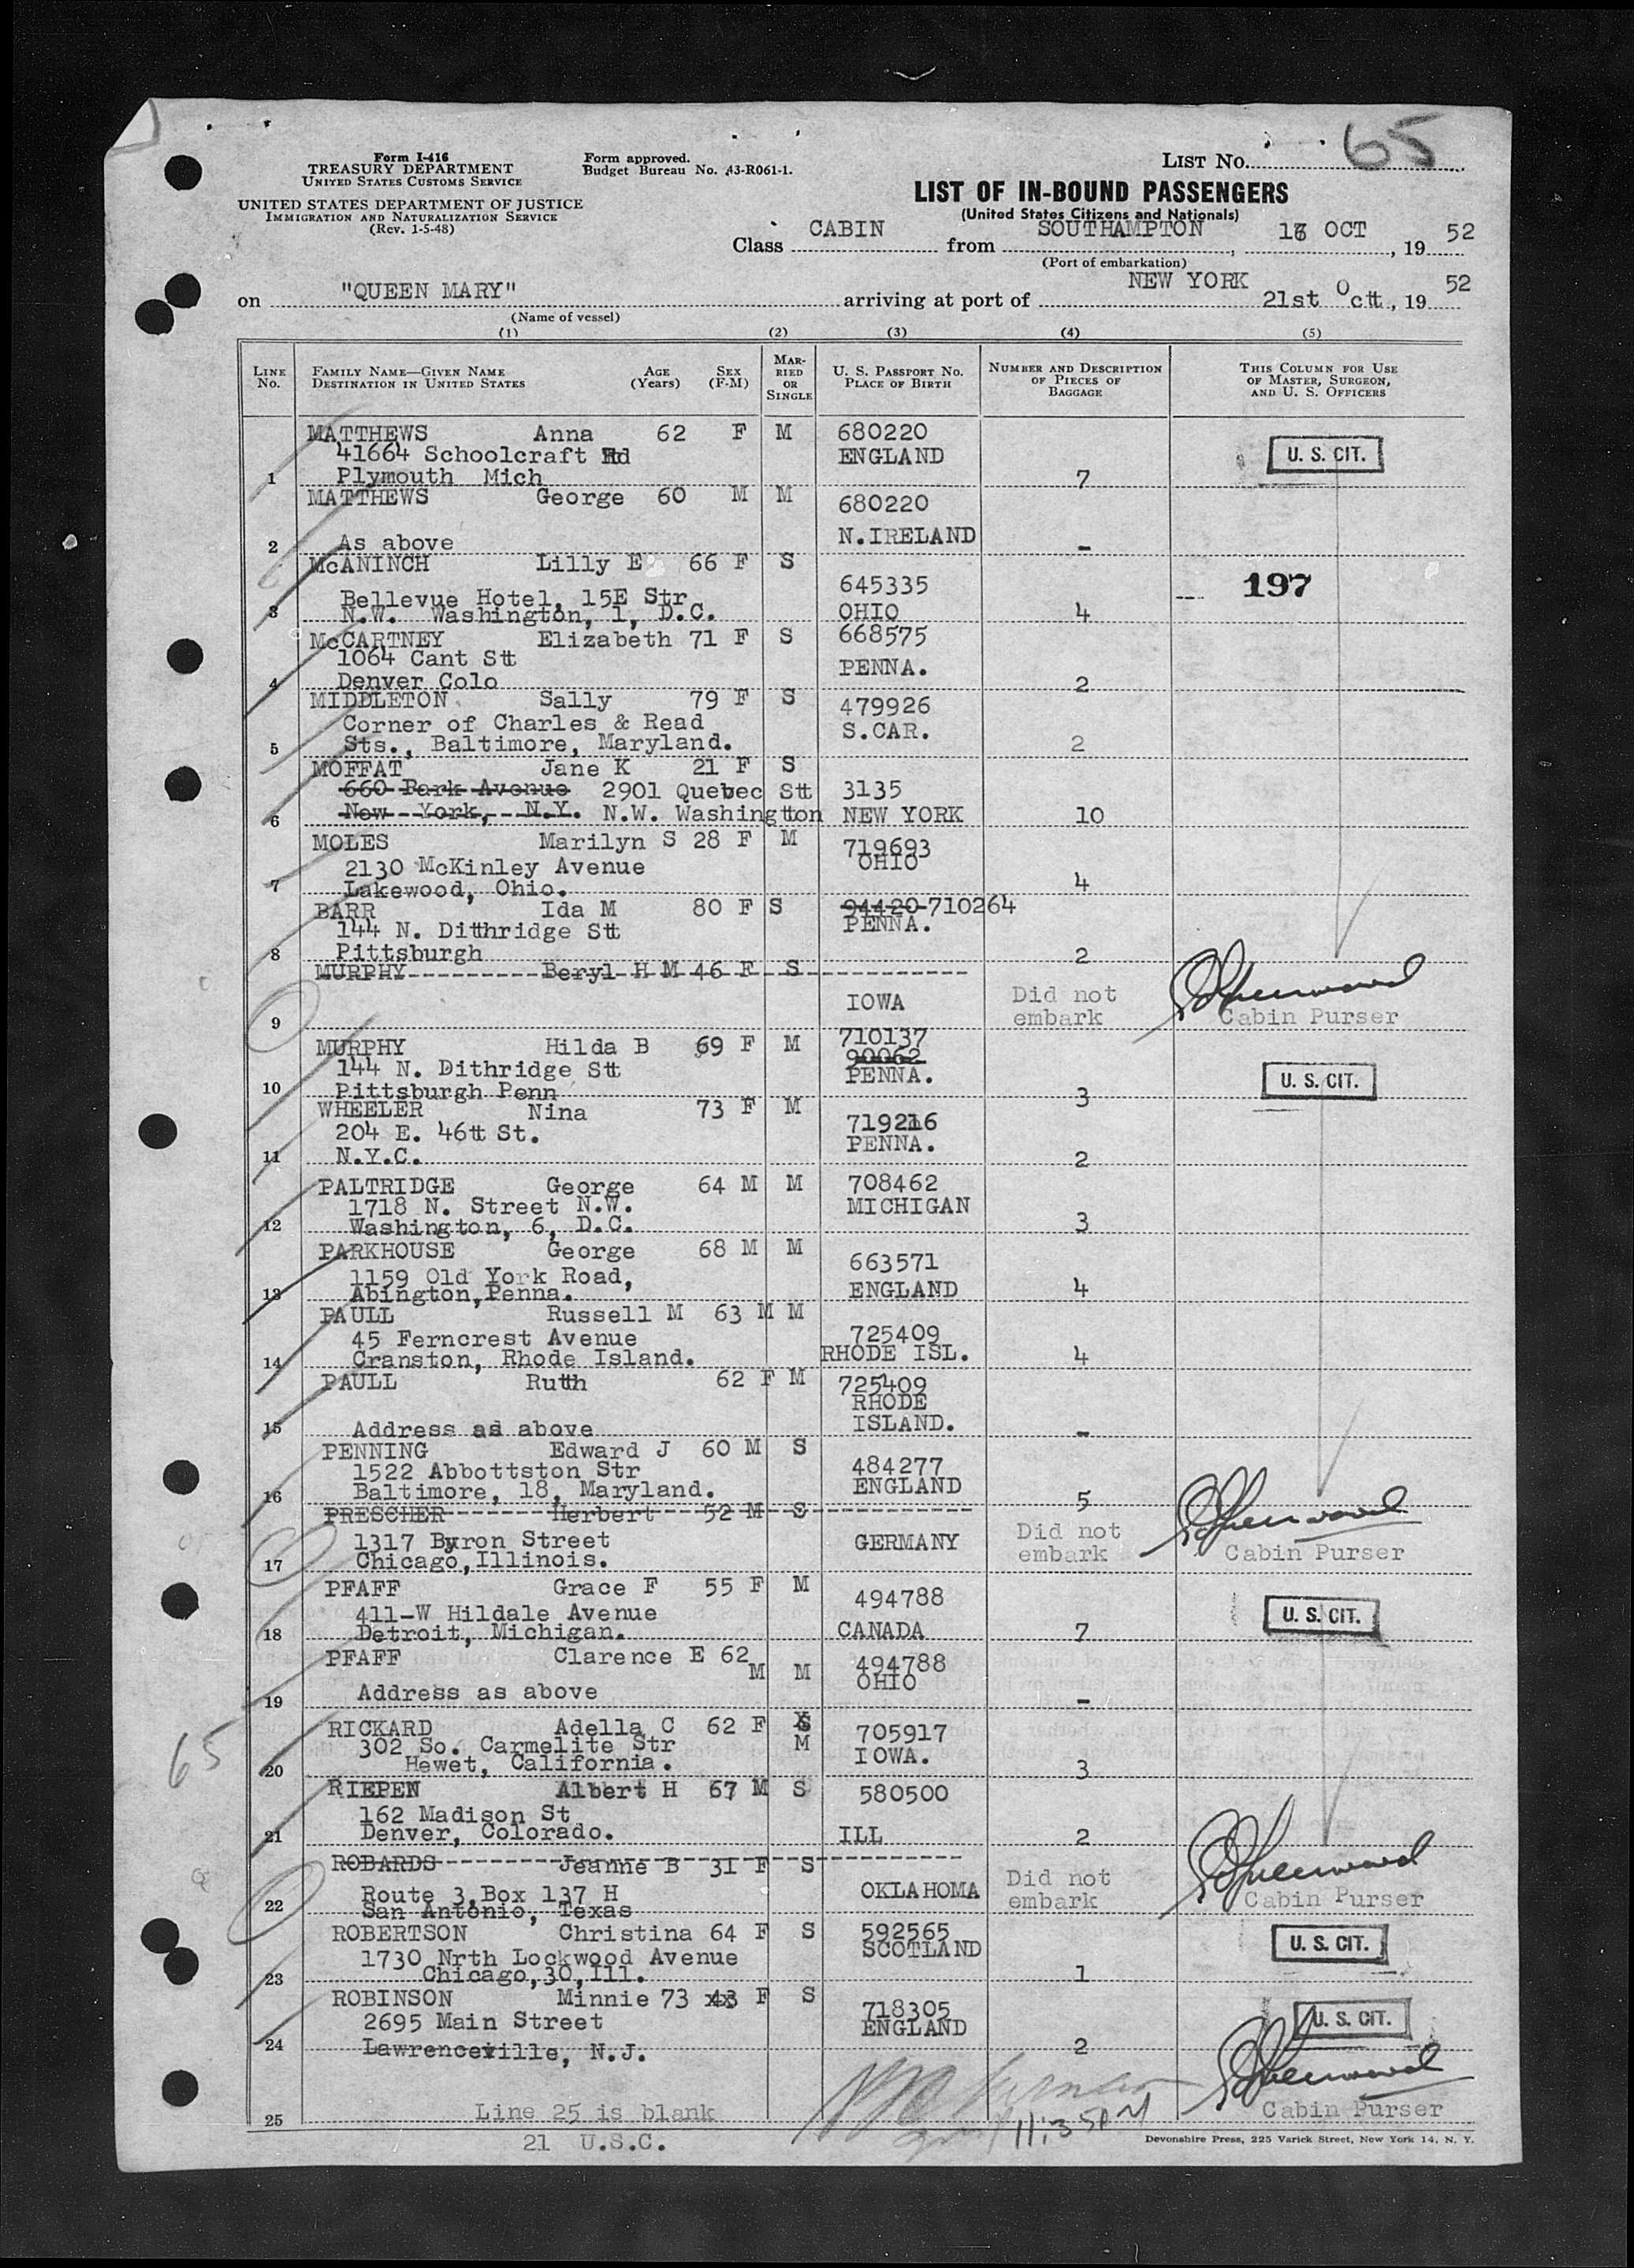 Form I-416
TREASURY DEPARTMENT
UNITED STATES CUSTOMS SERVICE
UNITED STATES DEPARTMENT OF JUSTICE
IMMIGRATION AND NATURALIZATION SERVICE
(Rev. 1-5-48)
Form approved.
Budget Bureau No. 43-R061-1.
LIST No. 65
LIST OF IN-BOUND PASSENGERS
(United States Citizens and Nationals)
Class CABIN from SOUTHAMPTON, 16 OCT, 19 52
(Port of embarkation)
on "QUEEN MARY" arriving at port of NEW YORK 21st Octt, 19 52
(Name of vessel)
(1) (2) (3) (4) (5)
LINE No. FAMILY NAME—GIVEN NAME DESTINATION IN UNITED STATES AGE (Years) SEX (F-M) MARRIED OR SINGLE U. S. PASSPORT NO. PLACE OF BIRTH NUMBER AND DESCRIPTION OF PIECES OF BAGGAGE THIS COLUMN FOR USE OF MASTER, SURGEON, AND U. S. OFFICERS
MATTHEWS Anna 62 F M 680220
41664 Schoolcraft Rd ENGLAND U. S. CIT.
1 Plymouth Mich 7
MATTHEWS George 60 M M 680220
N.IRELAND
2 As above -
McANINCH Lilly E 66 F S
645335 197
Bellevue Hotel, 15E Str
3 N.W. Washington, 1, D.C. OHIO 4
McCARTNEY Elizabeth 71 F S 668575
1064 Cant Stt PENNA.
4 Denver Colo 2
MIDDLETON Sally 79 F S 479926
Corner of Charles & Read S.CAR.
5 Sts., Baltimore, Maryland. 2
MOFFAT Jane K 21 F S
660 Park Avenue 2901 Quebec Stt 3135
6 New York, N.Y. N.W. Washingtton NEW YORK 10
MOLES Marilyn S 28 F M 719693
2130 McKinley Avenue OHIO
7 Lakewood, Ohio. 4
BARR Ida M 80 F S 94420 710264
144 N. Ditthridge Stt PENNA.
8 Pittsburgh 2
MURPHY Beryl H M 46 F S
IOWA Did not
9 embark Cabin Purser
710137
MURPHY Hilda B 69 F M 90062
144 N. Dithridge Stt PENNA. U. S. CIT.
10 Pittsburgh Penn 3
WHEELER Nina 73 F M 719216
204 E. 46tt St. PENNA.
11 N.Y.C. 2
PALTRIDGE George 64 M M 708462
1718 N. Street N.W. MICHIGAN
12 Washington, 6, D.C. 3
PARKHOUSE George 68 M M 663571
1159 Old York Road, ENGLAND
13 Abington,Penna. 4
PAULL Russell M 63 M M
45 Ferncrest Avenue 725409
14 Cranston, Rhode Island. RHODE ISL. 4
PAULL Rutth 62 F M 725409
RHODE
15 Address as above ISLAND. -
PENNING Edward J 60 M S
1522 Abbottston Str 484277
16 Baltimore, 18, Maryland. ENGLAND 5
PRESCHER Herbert 52 M S
1317 Byron Street GERMANY Did not
17 Chicago,Illinois. embark Cabin Purser
PFAFF Grace F 55 F M 494788
411-W Hildale Avenue U. S. CIT.
18 Detroit, Michigan. CANADA 7
PFAFF Clarence E 62 M M 494788
OHIO
19 Address as above -
RICKARD Adella C 62 F M 705917
65 302 So. Carmelite Str IOWA.
20 Hewet, California. 3
RIEPEN Albert H 67 M S 580500
162 Madison St
21 Denver, Colorado. ILL 2
ROBARDS Jeanne B 31 F S
Route 3,Box 137 H OKLAHOMA Did not
22 San Antonio, Texas embark Cabin Purser
ROBERTSON Christina 64 F S 592565
1730 Nrth Lockwood Avenue SCOTLAND U. S. CIT.
23 Chicago,30,Ill. 1
ROBINSON Minnie 73 43 F S 718305
2695 Main Street ENGLAND U. S. CIT.
24 Lawrenceville, N.J. 2
Cabin Purser
25 Line 25 is blank 11:35PM
21 U.S.C.
Devonshire Press, 225 Varick Street, New York 14, N. Y.